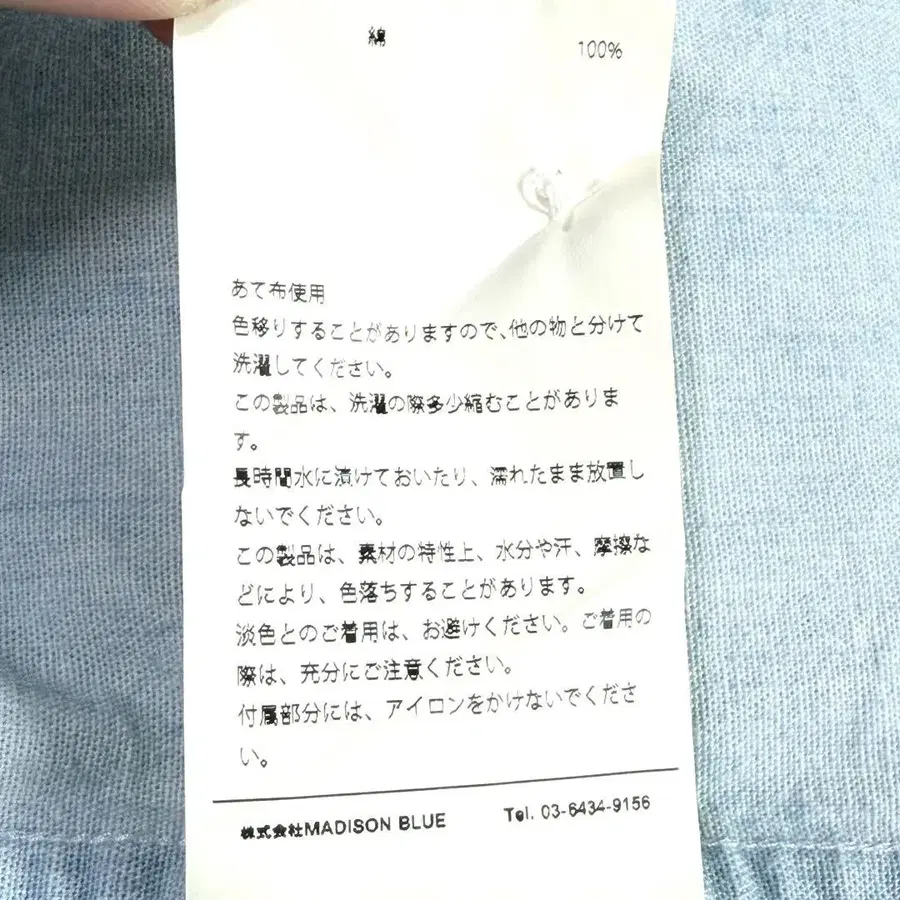 綿 100%
あて布使用
色移りすることがありますので、他の物と分けて
洗濯してください。
この製品は、洗濯の際多少縮むことがありま
す。
長時間水に漬けておいたり、濡れたまま放置し
ないでください。
この製品は、素材の特性上、水分や汗、摩擦な
どにより、色落ちすることがあります。
淡色とのご着用は、お避けください。ご着用の
際は、充分にご注意ください。
付属部分には、アイロンをかけないでくださ
い。
株式会社MADISON BLUE Tel. 03-6434-9156